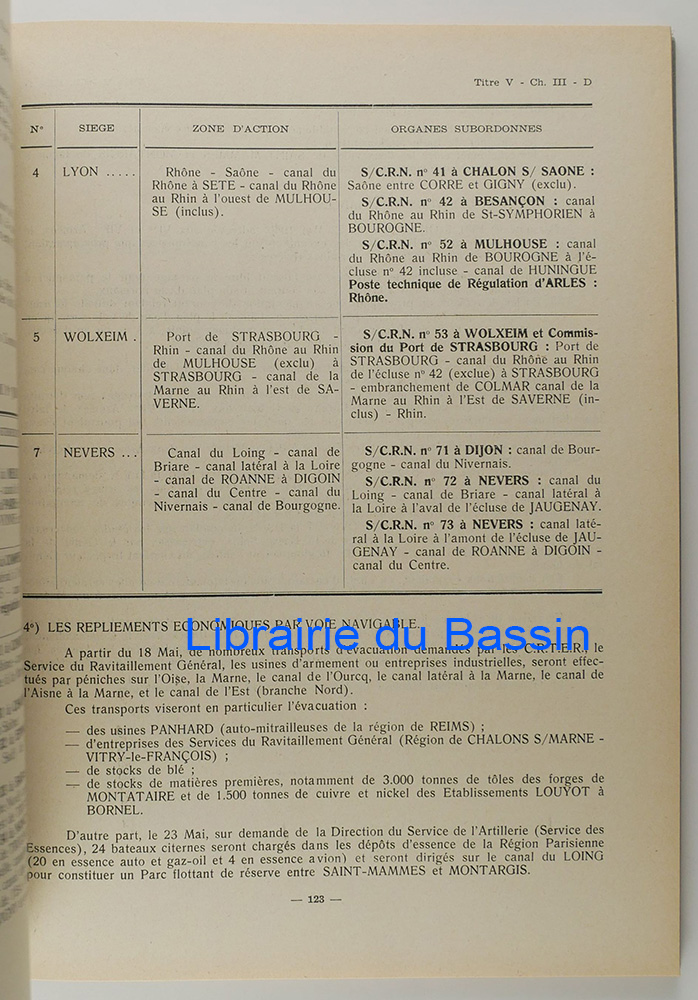 Titre V - Ch. III - D
N° SIEGE ZONE D'ACTION ORGANES SUBORDONNES
4 LYON .....
Rhône - Saône - canal du
Rhône à SETE - canal du Rhône
au Rhin à l'ouest de MULHOU-
SE (inclus).
S/C.R.N. n° 41 à CHALON S/ SAONE :
Saône entre CORRE et GIGNY (exclu).
S/C.R.N. n° 42 à BESANÇON : canal
du Rhône au Rhin de St-SYMPHORIEN à
BOUROGNE.
S/C.R.N. n° 52 à MULHOUSE : canal
du Rhône au Rhin de BOUROGNE à l'é-
cluse n° 42 incluse - canal de HUNINGUE
Poste technique de Régulation d'ARLES :
Rhône.
5 WOLXEIM .
Port de STRASBOURG -
Rhin - canal du Rhône au Rhin
de MULHOUSE (exclu) à
STRASBOURG - canal de la
Marne au Rhin à l'est de SA-
VERNE.
S/C.R.N. n° 53 à WOLXEIM et Commis-
sion du Port de STRASBOURG : Port de
STRASBOURG - canal du Rhône au Rhin
de l'écluse n° 42 (exclue) à STRASBOURG
- embranchement de COLMAR canal de la
Marne au Rhin à l'Est de SAVERNE (in-
clus) - Rhin.
7 NEVERS ...
Canal du Loing - canal de
Briare - canal latéral à la Loire
- canal de ROANNE à DIGOIN
- canal du Centre - canal du
Nivernais - canal de Bourgogne.
S/C.R.N. n° 71 à DIJON : canal de Bour-
gogne - canal du Nivernais.
S/C.R.N. n° 72 à NEVERS : canal du
Loing - canal de Briare - canal latéral à
la Loire à l'aval de l'écluse de JAUGENAY.
S/C.R.N. n° 73 à NEVERS : canal laté-
ral à la Loire à l'amont de l'écluse de JAU-
GENAY - canal de ROANNE à DIGOIN -
canal du Centre.
4°) LES REPLIEMENTS ECONOMIQUES PAR VOIE NAVIGABLE.
Librairie du Bassin
A partir du 18 Mai, de nombreux transports d'évacuation demandés par les C.R.T.E.R., le
Service du Ravitaillement Général, les usines d'armement ou entreprises industrielles, seront effec-
tués par péniches sur l'Oise, la Marne, le canal de l'Ourcq, le canal latéral à la Marne, le canal de
l'Aisne à la Marne, et le canal de l'Est (branche Nord).
Ces transports viseront en particulier l'évacuation :
— des usines PANHARD (auto-mitrailleuses de la région de REIMS) ;
— d'entreprises des Services du Ravitaillement Général (Région de CHALONS S/MARNE -
VITRY-le-FRANÇOIS) ;
— de stocks de blé ;
— de stocks de matières premières, notamment de 3.000 tonnes de tôles des forges de
MONTATAIRE et de 1.500 tonnes de cuivre et nickel des Etablissements LOUYOT à
BORNEL.
D'autre part, le 23 Mai, sur demande de la Direction du Service de l'Artillerie (Service des
Essences), 24 bateaux citernes seront chargés dans les dépôts d'essence de la Région Parisienne
(20 en essence auto et gaz-oil et 4 en essence avion) et seront dirigés sur le canal du LOING
pour constituer un Parc flottant de réserve entre SAINT-MAMMES et MONTARGIS.
— 123 —